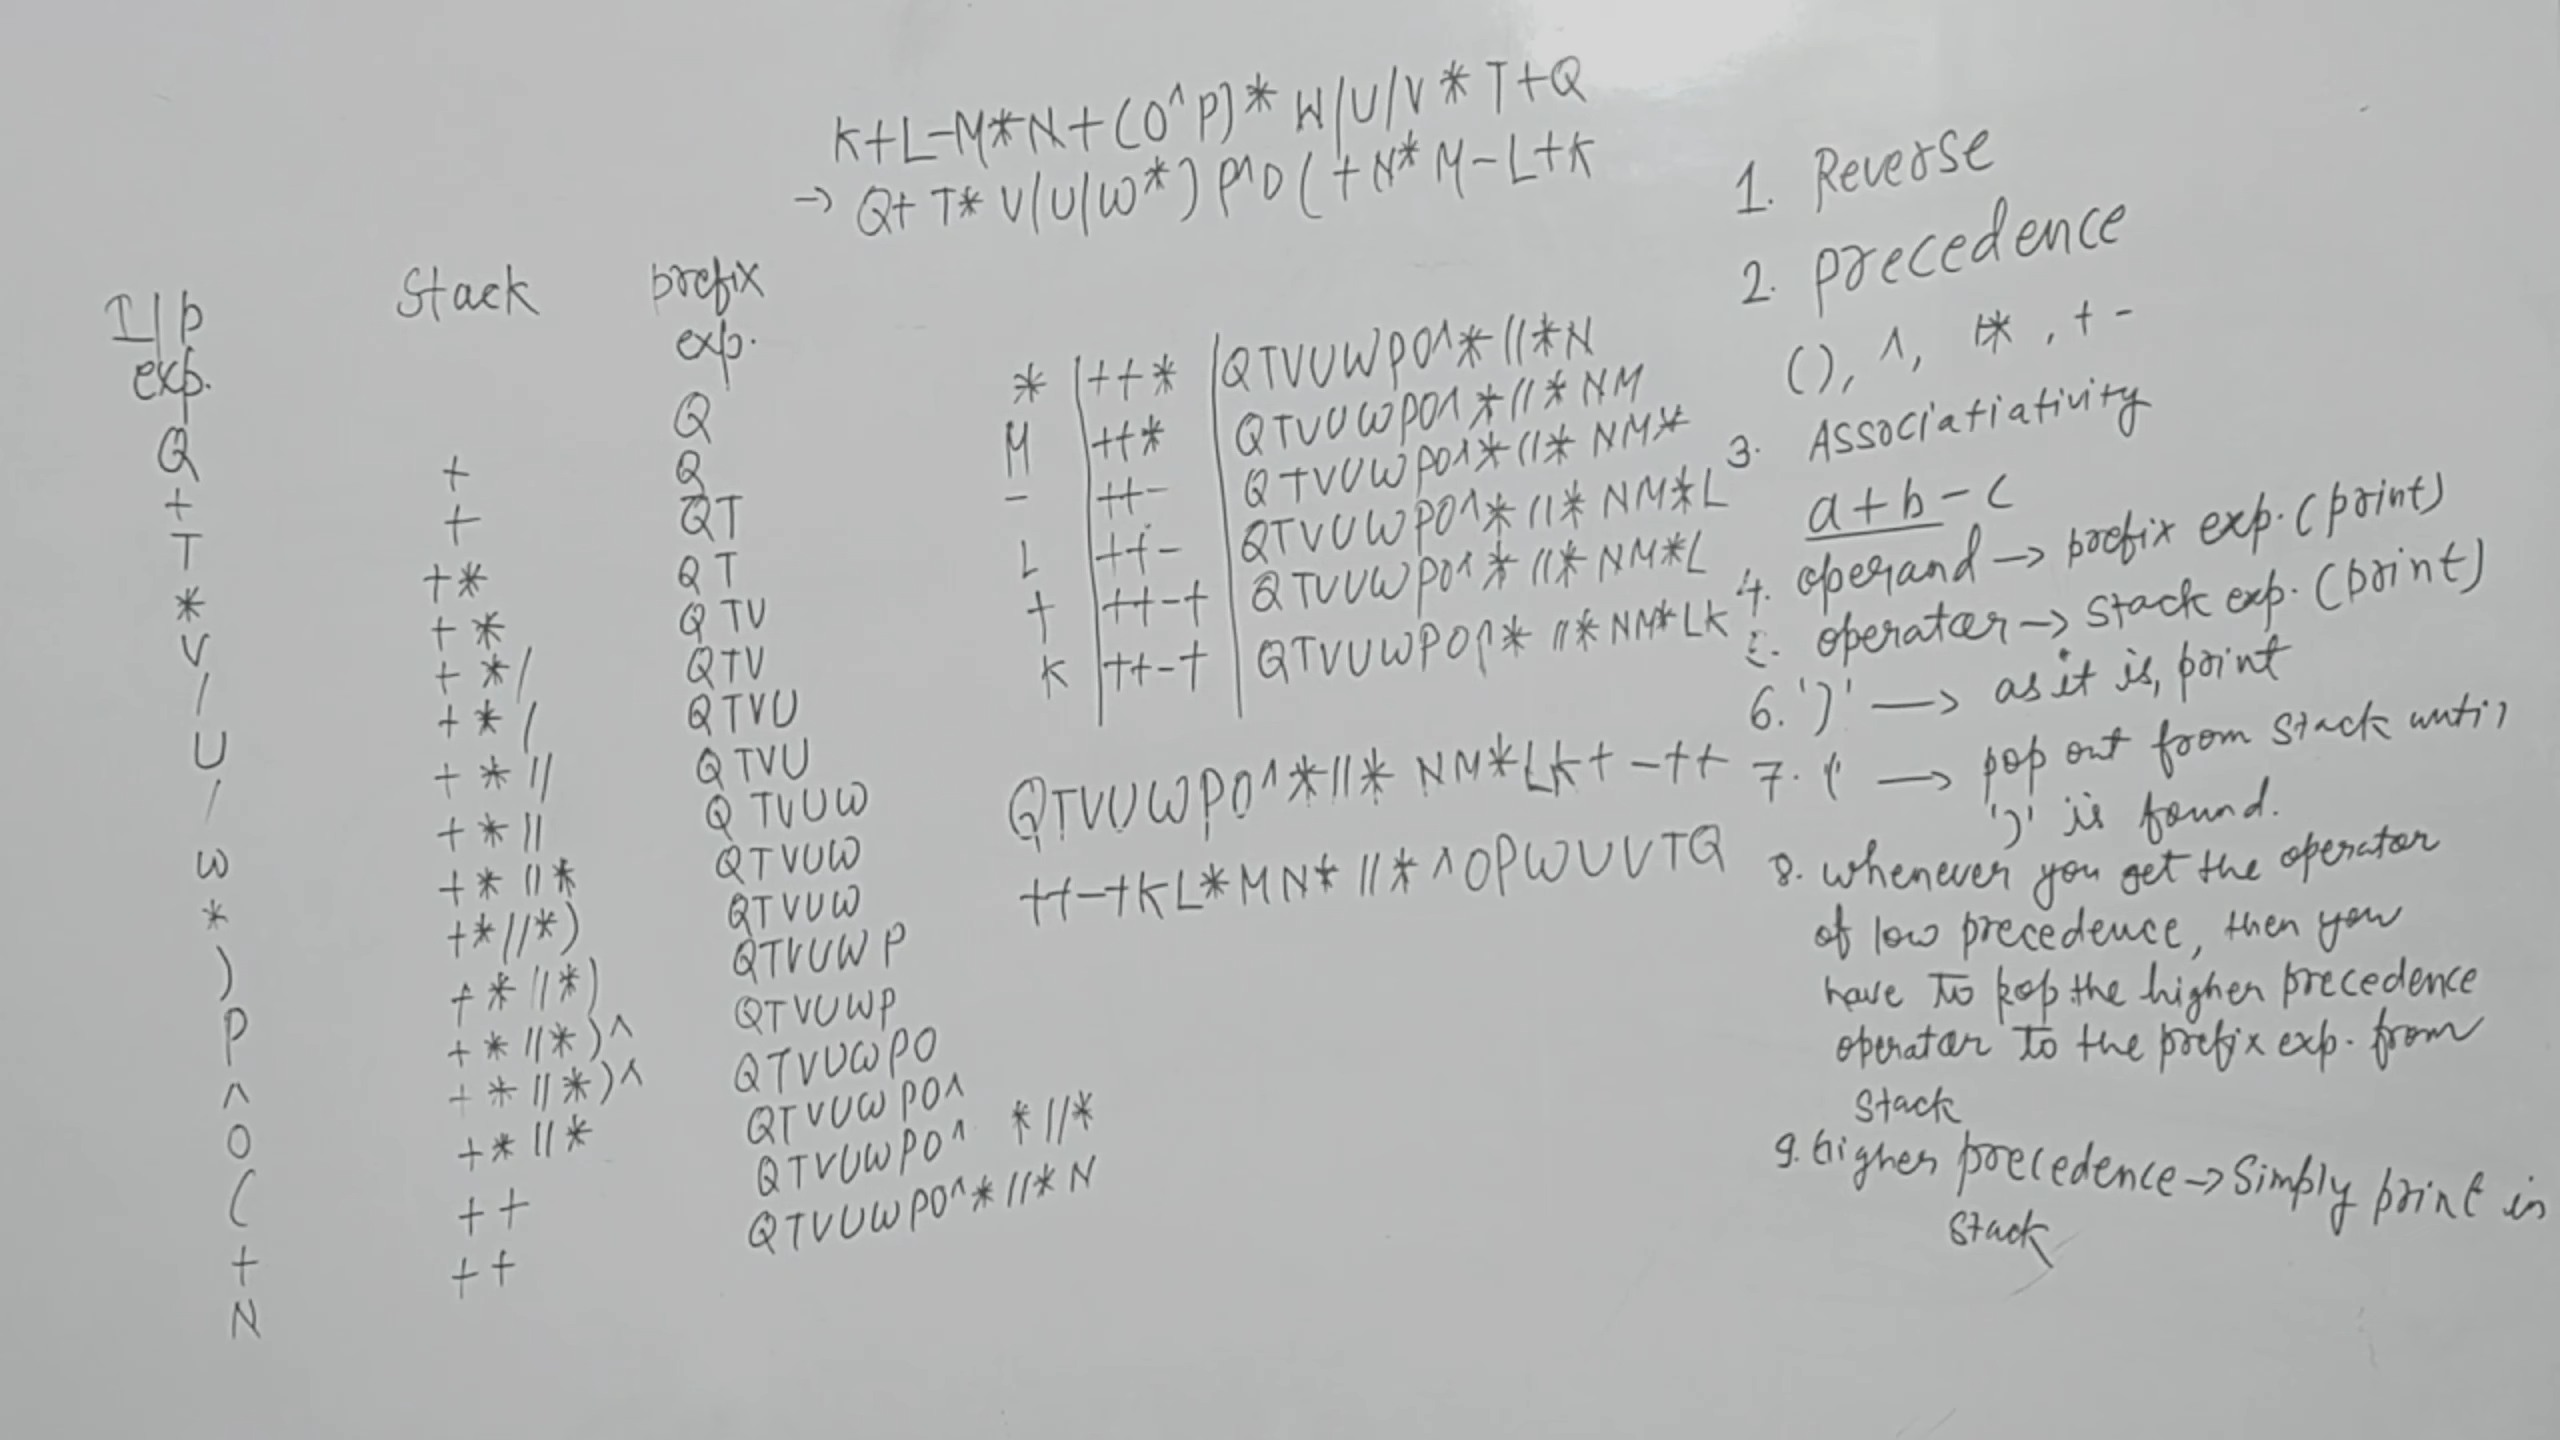 K+L-M*N+(O^P)*W/U/V*T+Q
→ Q+T*V/U/W*)P^O(+N*M-L+K
I/p exp. Stack prefix exp.
Q Q
+ + Q
T + QT
* +* QT
V +* QTV
/ +*/ QTV
U +*/ QTVU
/ +*// QTVU
W +*// QTVUW
* +*//* QTVUW
) +*//*) QTVUW
P +*//*) QTVUWP
^ +*//*)^ QTVUWP
O +*//*)^ QTVUWPO
( +*//* QTVUWPO^
+ ++ QTVUWPO^ *//*
N ++ QTVUWPO^*//*N
* ++* QTVUWPO^*//*N
M ++* QTVUWPO^*//*NM
- ++- QTVUWPO^*//*NM*
L ++- QTVUWPO^*//*NM*L
+ ++-+ QTVUWPO^*//*NM*L
K ++-+ QTVUWPO^*//*NM*LK
QTVUWPO^*//*NM*LK+-++
++-+KL*MN*//*^OPWUVTQ
1. Reverse
2. precedence
(), ^, /*, +-
3. Associatiativity
a+b-c
4. operand → prefix exp. (print)
5. operator → stack exp. (print)
6. ')' → as it is, print
7. '(' → pop out from stack until
')' is found.
8. whenever you get the operator
of low precedence, then you
have to pop the higher precedence
operator to the prefix exp. from
stack
9. higher precedence → Simply print in
stack